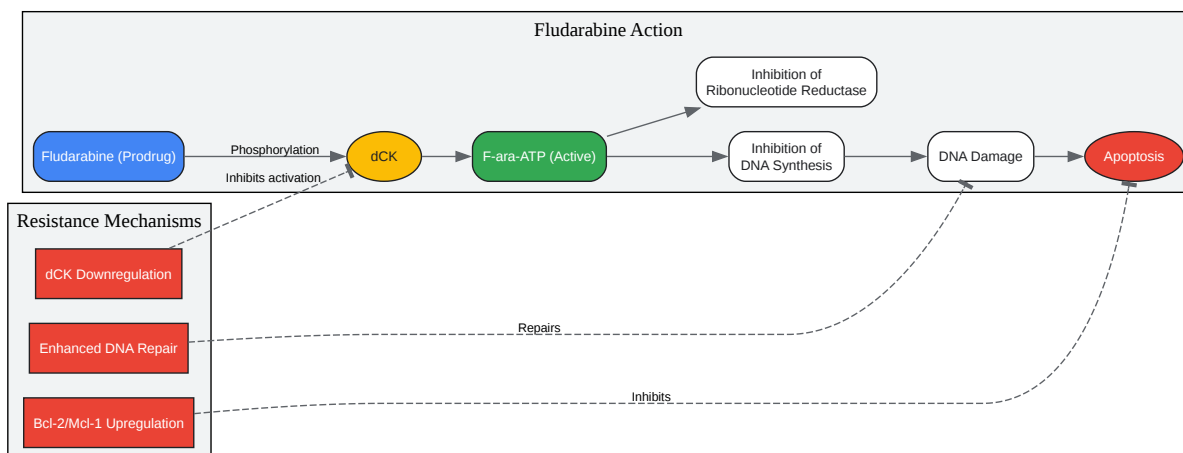 Fludarabine Action
Inhibition of
Ribonucleotide Reductase
Fludarabine (Prodrug)
Phosphorylation
dCK
F-ara-ATP (Active)
Inhibition of
DNA Synthesis
DNA Damage
Apoptosis
Inhibits activation
Resistance Mechanisms
dCK Downregulation
Enhanced DNA Repair
Repairs
Bcl-2/Mcl-1 Upregulation
Inhibits